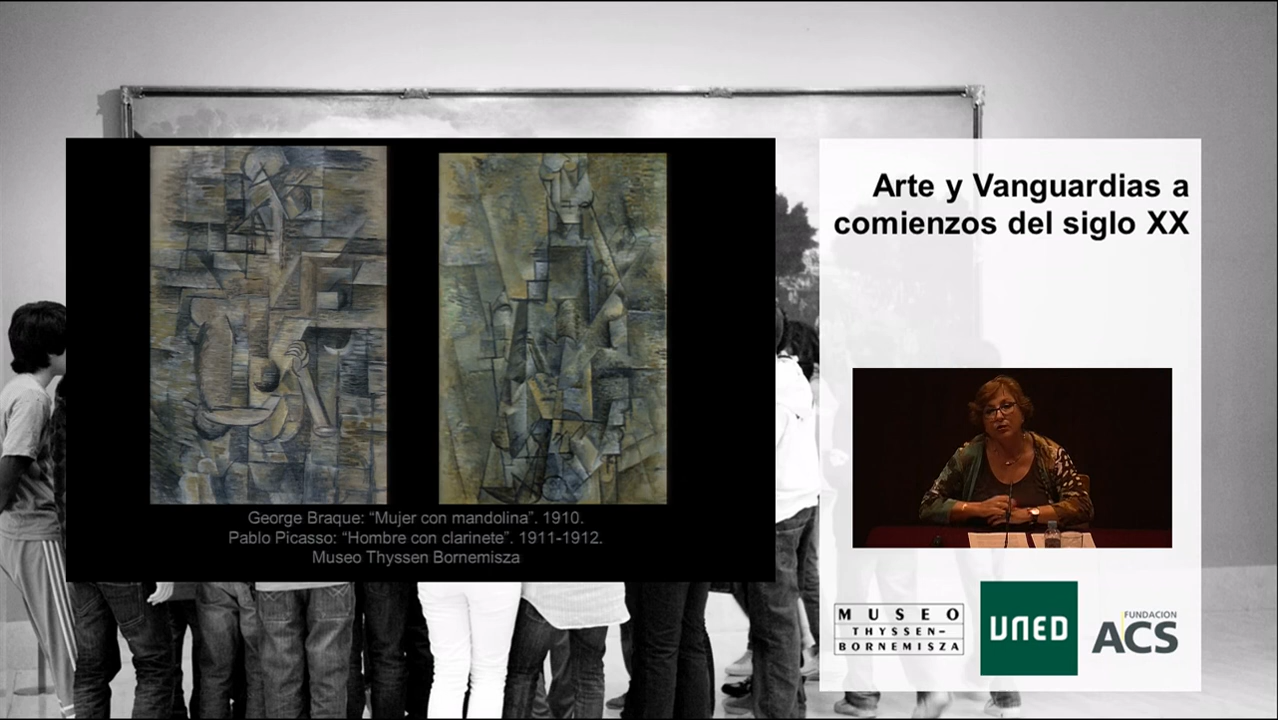 Arte y Vanguardias a
comienzos del siglo XX
George Braque: “Mujer con mandolina”. 1910.
Pablo Picasso: “Hombre con clarinete”. 1911-1912.
Museo Thyssen Bornemisza
MUSEO
THYSSEN-
BORNEMISZA
UNED
FUNDACION
ACS